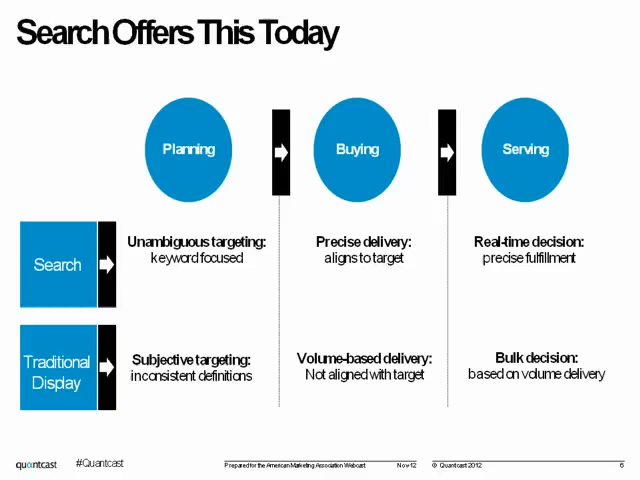 Search Offers This Today
Planning
Buying
Serving
Search
Unambiguous targeting:
keyword focused
Precise delivery:
aligns to target
Real-time decision:
precise fulfillment
Traditional
Display
Subjective targeting:
inconsistent definitions
Volume-based delivery:
Not aligned with target
Bulk decision:
based on volume delivery
quantcast
#Quantcast
Prepared for the American Marketing Association Webcast
Nov-12
© Quantcast 2012
6